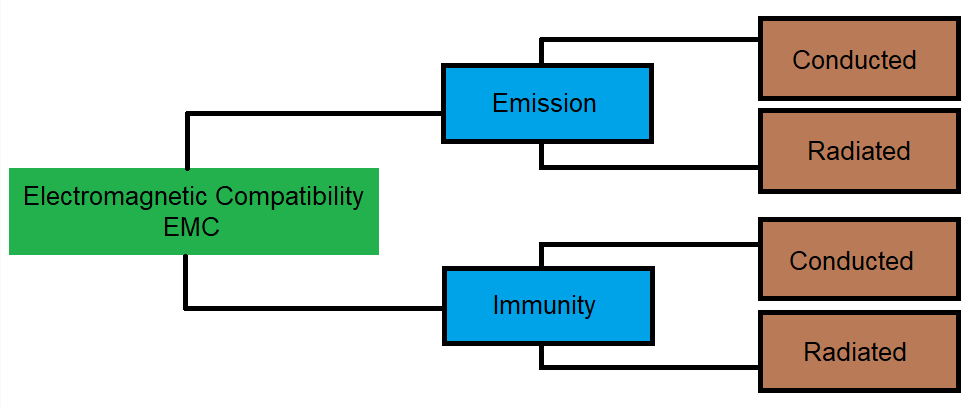 Electromagnetic Compatibility
EMC
Emission
Conducted
Radiated
Immunity
Conducted
Radiated